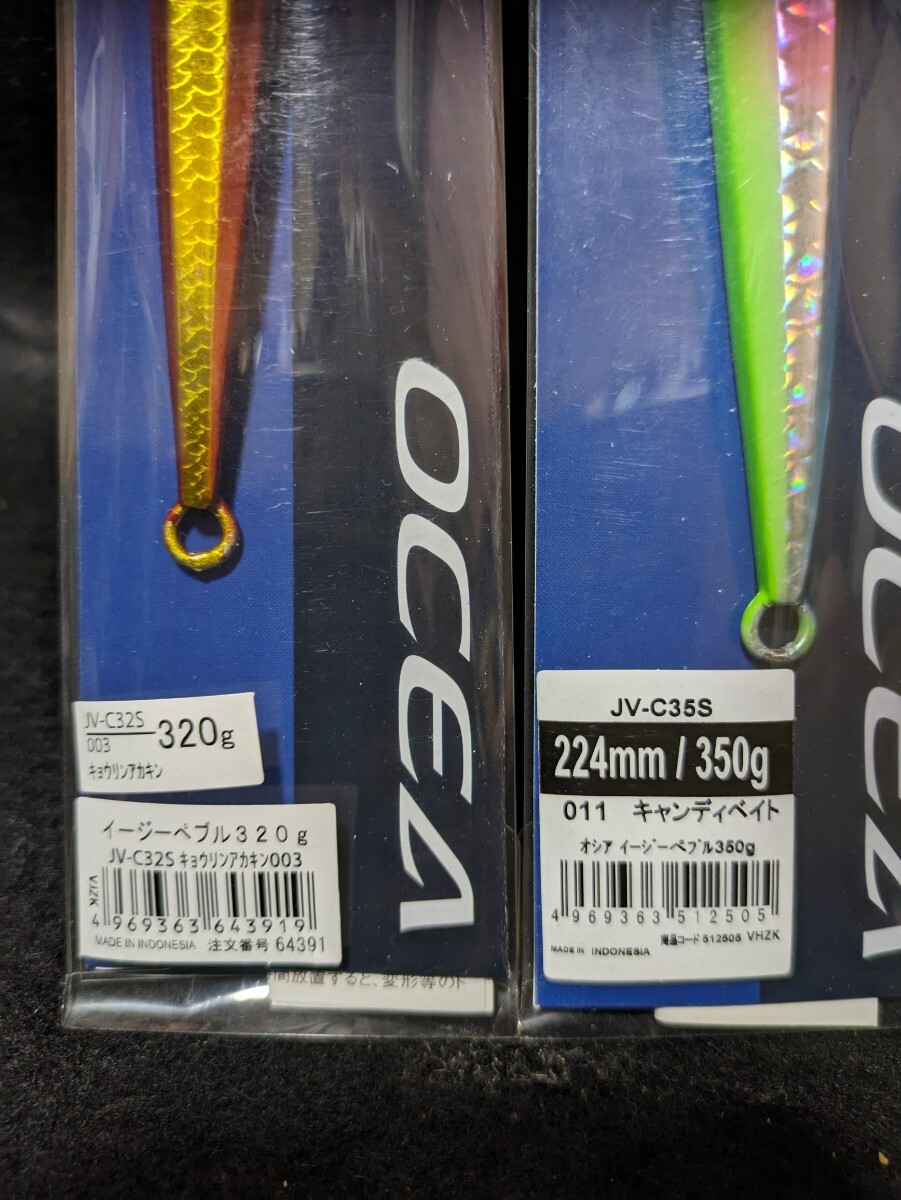 OCEA
JV-C32S
003
320g
キョウリンアカキン
イージーペブル320g
JV-C32S キョウリンアカキン003
VIZK
4 969363 643919
MADE IN INDONESIA 注文番号 64391
間放置すると、変形等のト
OCEA
JV-C35S
224mm / 350g
011 キャンディベイト
オシア イージーペブル350g
4 969363 512505
商品コード 512505 VHZK
MADE IN INDONESIA